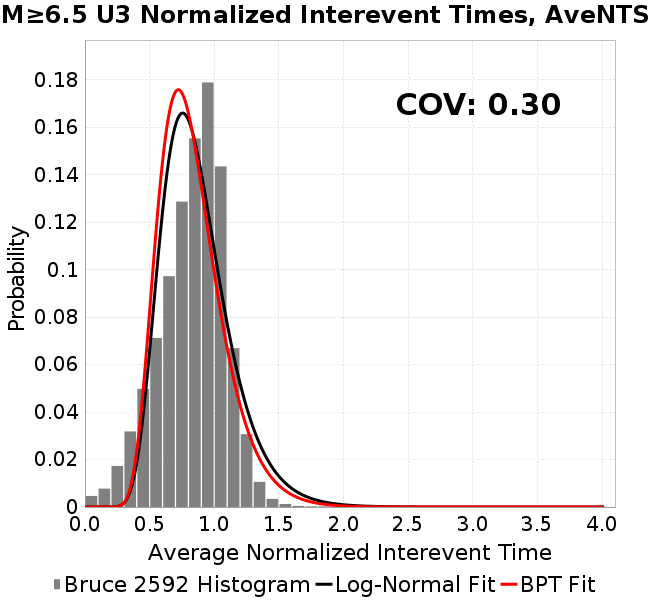 M≥6.5 U3 Normalized Interevent Times, AveNTS
COV: 0.30
Probability
0.18
0.16
0.14
0.12
0.1
0.08
0.06
0.04
0.02
0
0.0 0.5 1.0 1.5 2.0 2.5 3.0 3.5 4.0
Average Normalized Interevent Time
Bruce 2592 Histogram Log-Normal Fit BPT Fit